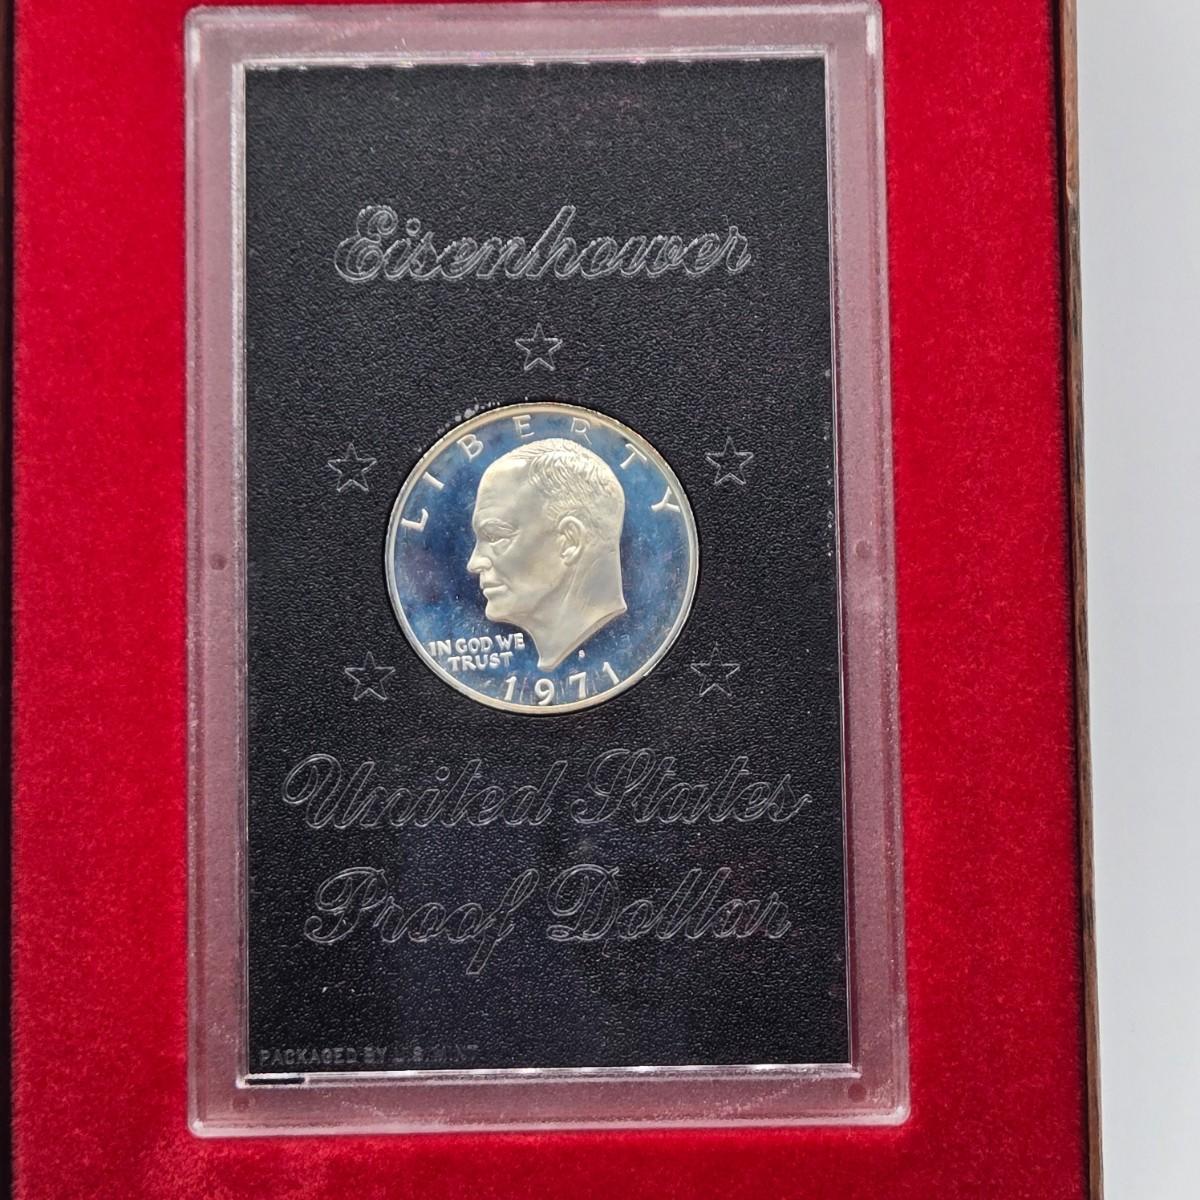 Eisenhower
LIBERTY
IN GOD WE
TRUST
S
1971
United States
Proof Dollar
PACKAGED BY U.S. MINT